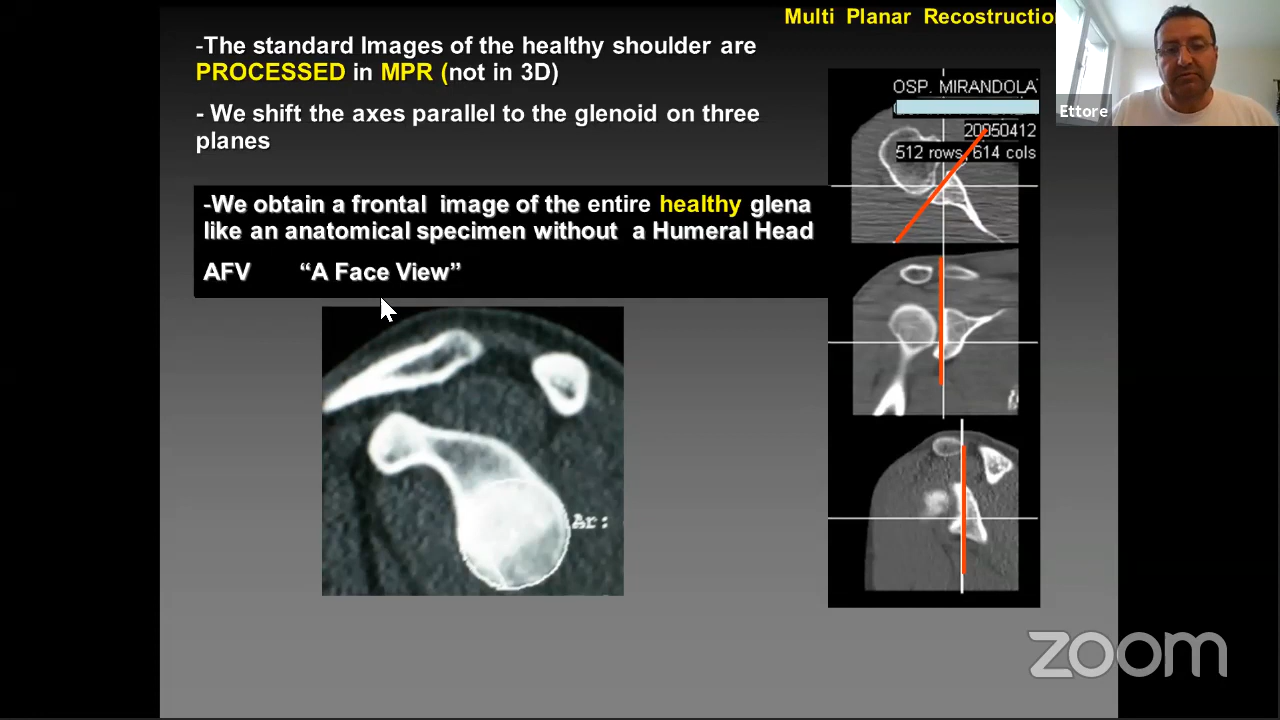 Multi Planar Recostructio
-The standard Images of the healthy shoulder are
PROCESSED in MPR (not in 3D)
- We shift the axes parallel to the glenoid on three
planes
-We obtain a frontal image of the entire healthy glena
like an anatomical specimen without a Humeral Head
AFV "A Face View"
Ar:
OSP. MIRANDOLA
20050412
512 rows, 614 cols
Ettore
zoom